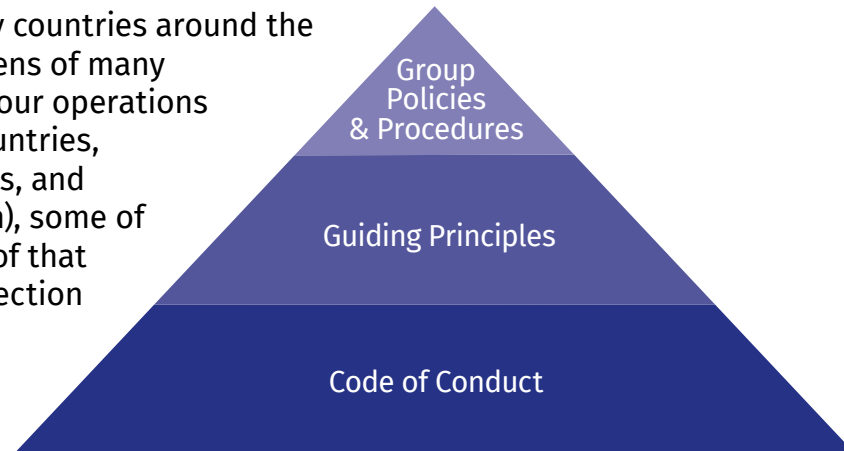 y countries around the
ens of many
our operations
untries,
s, and
n), some of
of that
ection
Group
Policies
& Procedures
Guiding Principles
Code of Conduct